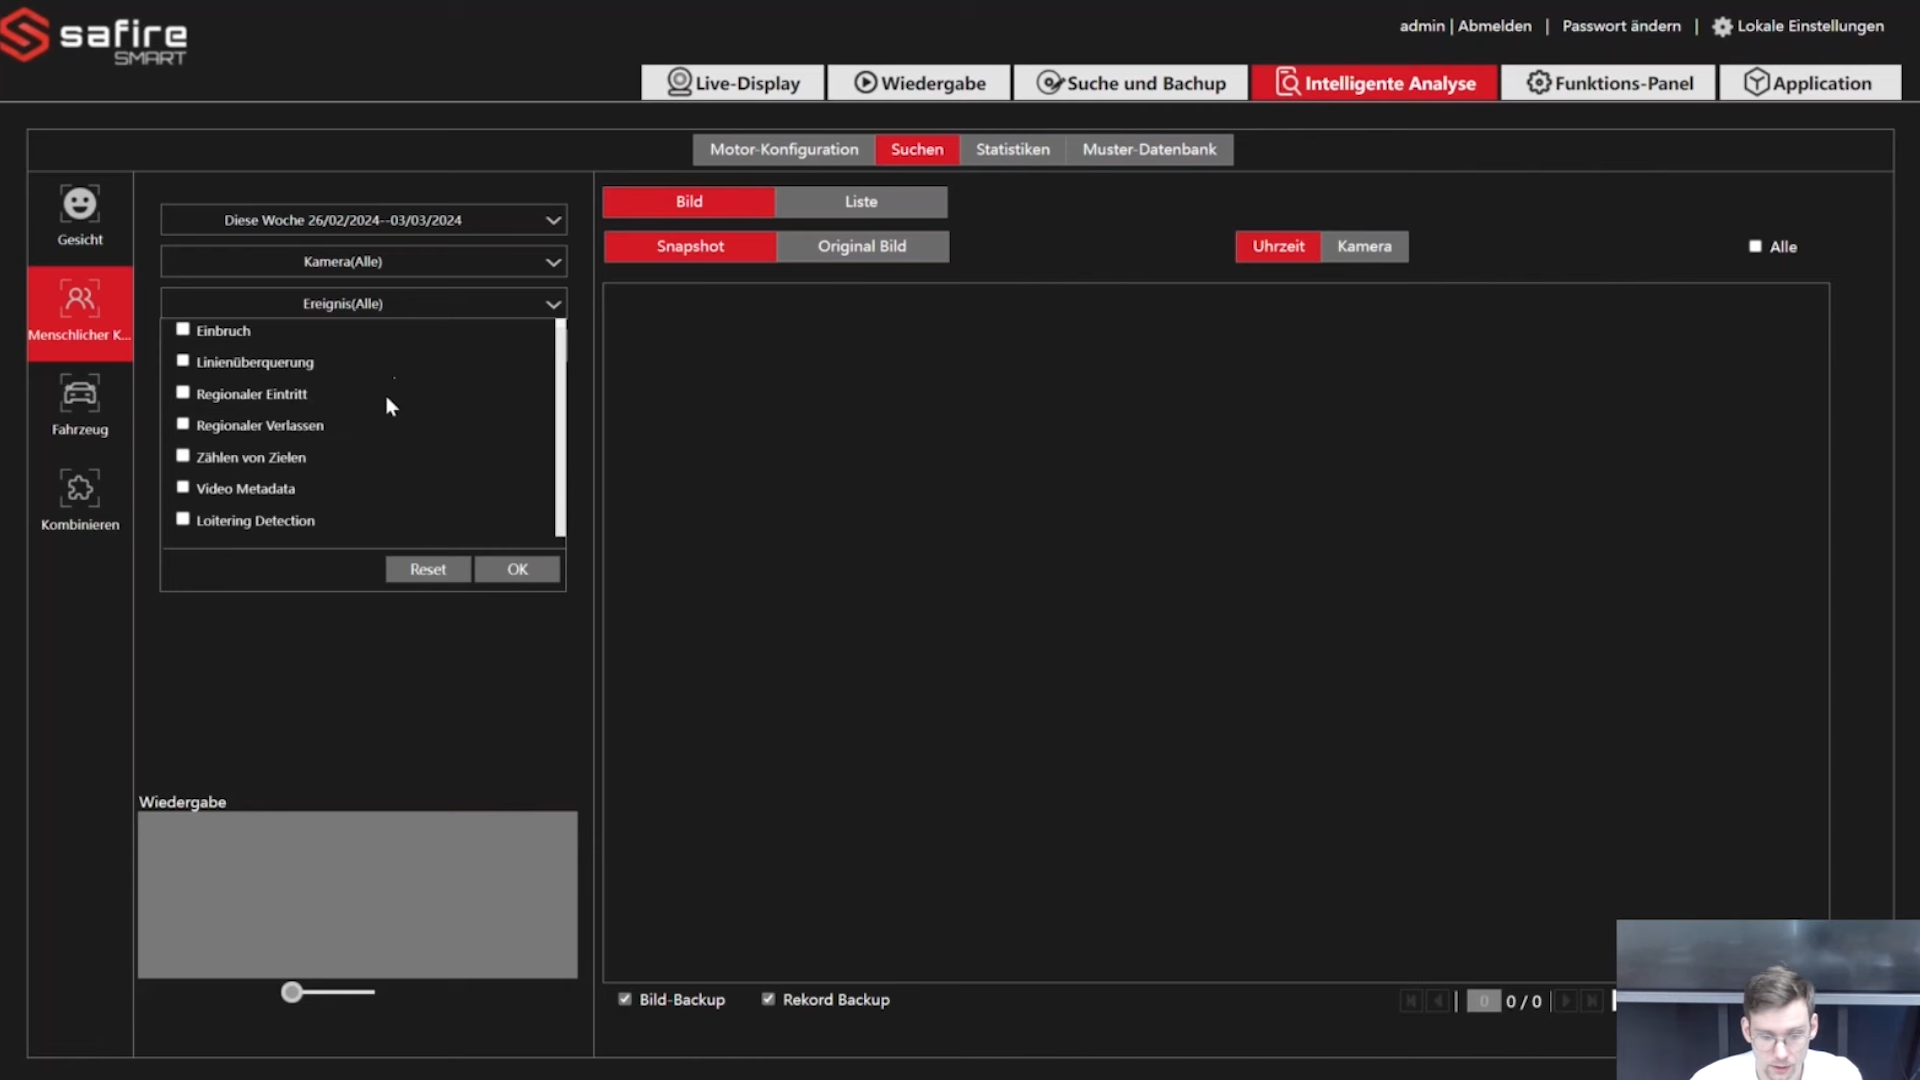 safire
SMART
admin | Abmelden | Passwort ändern | Lokale Einstellungen
Live-Display
Wiedergabe
Suche und Bachup
Intelligente Analyse
Funktions-Panel
Application
Motor-Konfiguration
Suchen
Statistiken
Muster-Datenbank
Gesicht
Menschlicher K...
Fahrzeug
Kombinieren
Diese Woche 26/02/2024--03/03/2024
Kamera(Alle)
Ereignis(Alle)
Einbruch
Linienüberquerung
Regionaler Eintritt
Regionaler Verlassen
Zählen von Zielen
Video Metadata
Loitering Detection
Reset
OK
Wiedergabe
Bild
Liste
Snapshot
Original Bild
Uhrzeit
Kamera
Alle
Bild-Backup
Rekord Backup
0
0 / 0